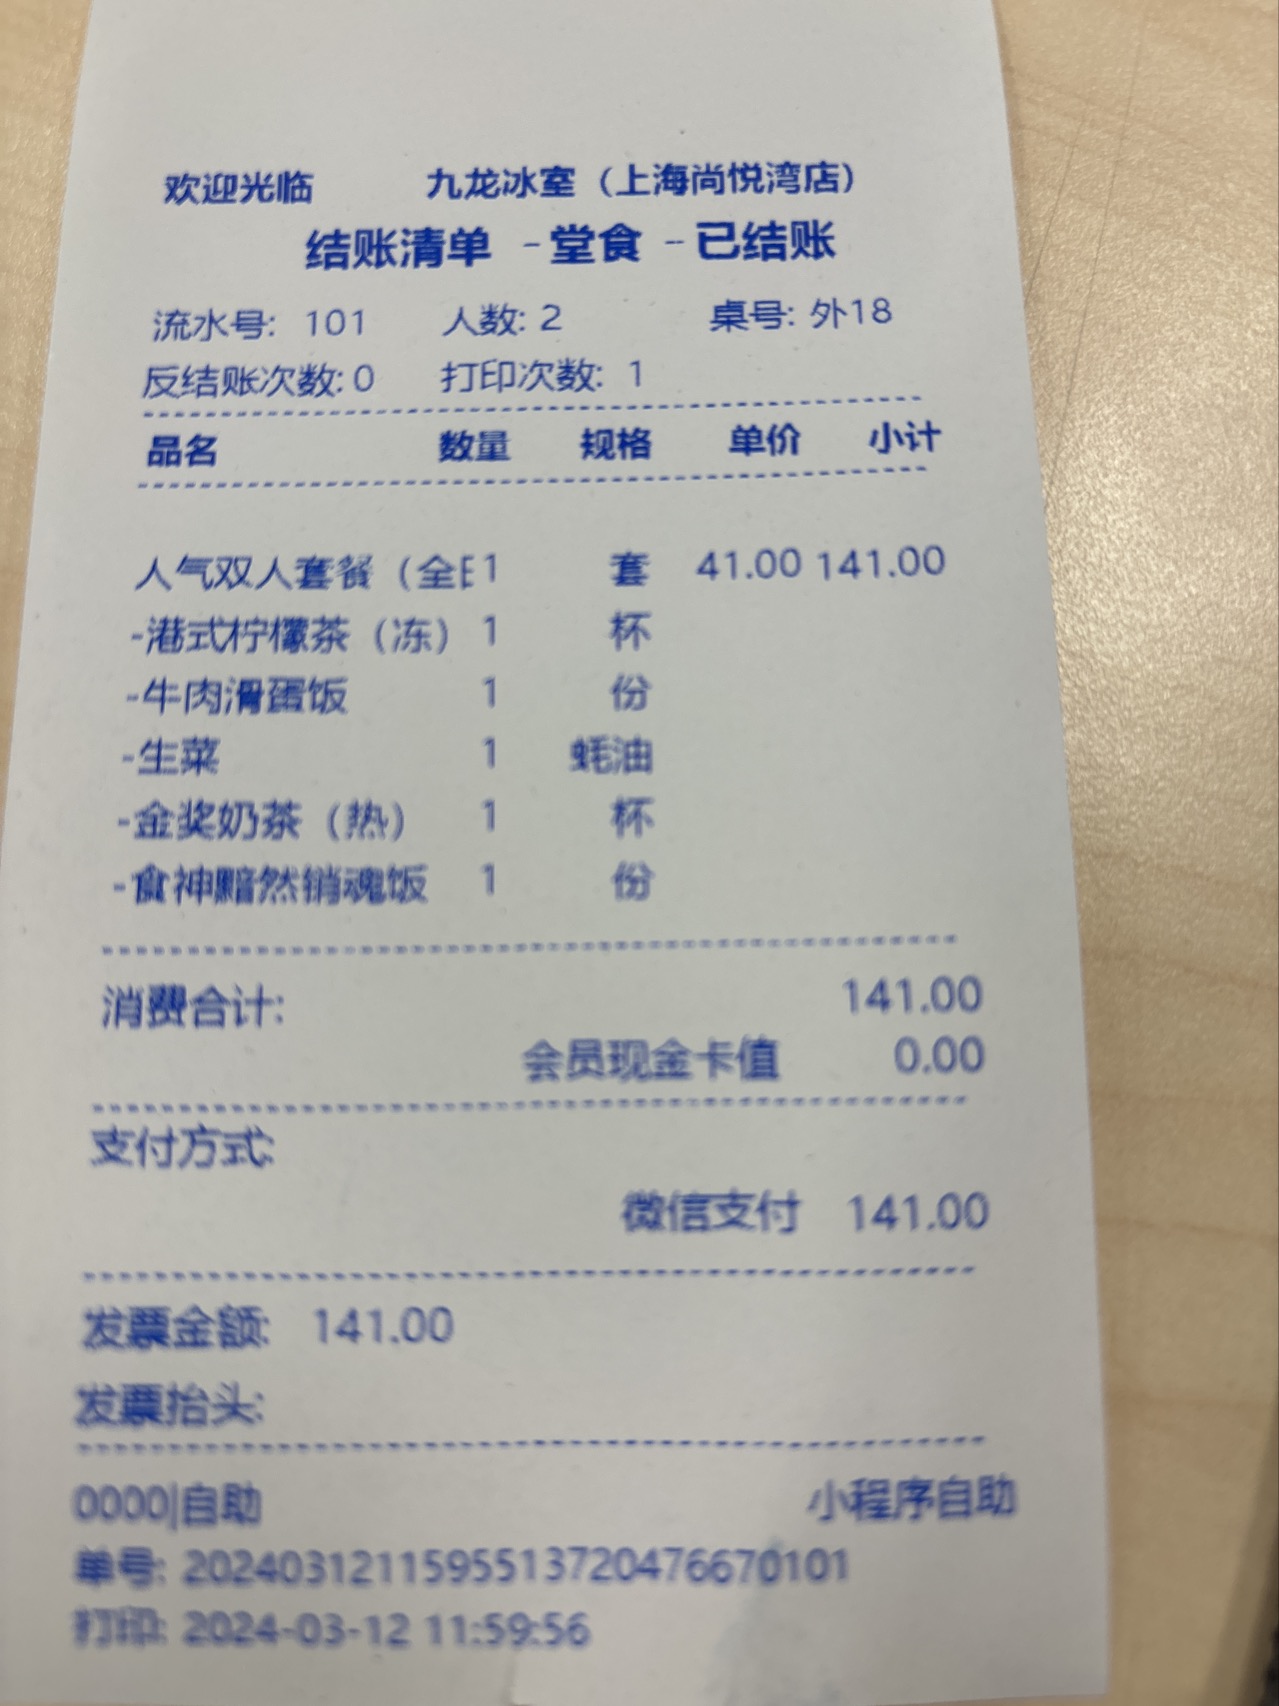 欢迎光临 九龙冰室（上海尚悦湾店）
结账清单 -堂食 -已结账
流水号: 101 人数: 2 桌号: 外18
反结账次数: 0 打印次数: 1
品名 数量 规格 单价 小计
人气双人套餐（全日 1 套 41.00 141.00
-港式柠檬茶（冻） 1 杯
-牛肉滑蛋饭 1 份
-生菜 1 蚝油
-金奖奶茶（热） 1 杯
-食神黯然销魂饭 1 份
消费合计: 141.00
会员现金卡值 0.00
支付方式:
微信支付 141.00
发票金额: 141.00
发票抬头:
0000|自助 小程序自助
单号: 2024031211595513720476670101
打印: 2024-03-12 11:59:56